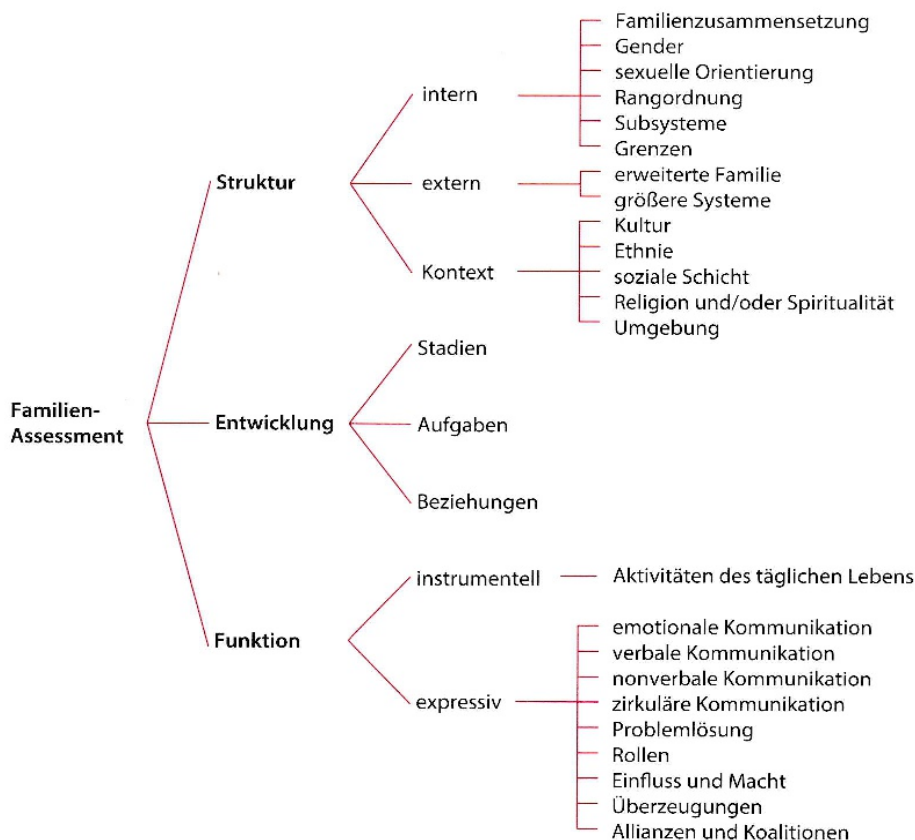 Familien-
Assessment
Struktur
intern
Familienzusammensetzung
Gender
sexuelle Orientierung
Rangordnung
Subsysteme
Grenzen
extern
erweiterte Familie
größere Systeme
Kontext
Kultur
Ethnie
soziale Schicht
Religion und/oder Spiritualität
Umgebung
Entwicklung
Stadien
Aufgaben
Beziehungen
Funktion
instrumentell
Aktivitäten des täglichen Lebens
expressiv
emotionale Kommunikation
verbale Kommunikation
nonverbale Kommunikation
zirkuläre Kommunikation
Problemlösung
Rollen
Einfluss und Macht
Überzeugungen
Allianzen und Koalitionen